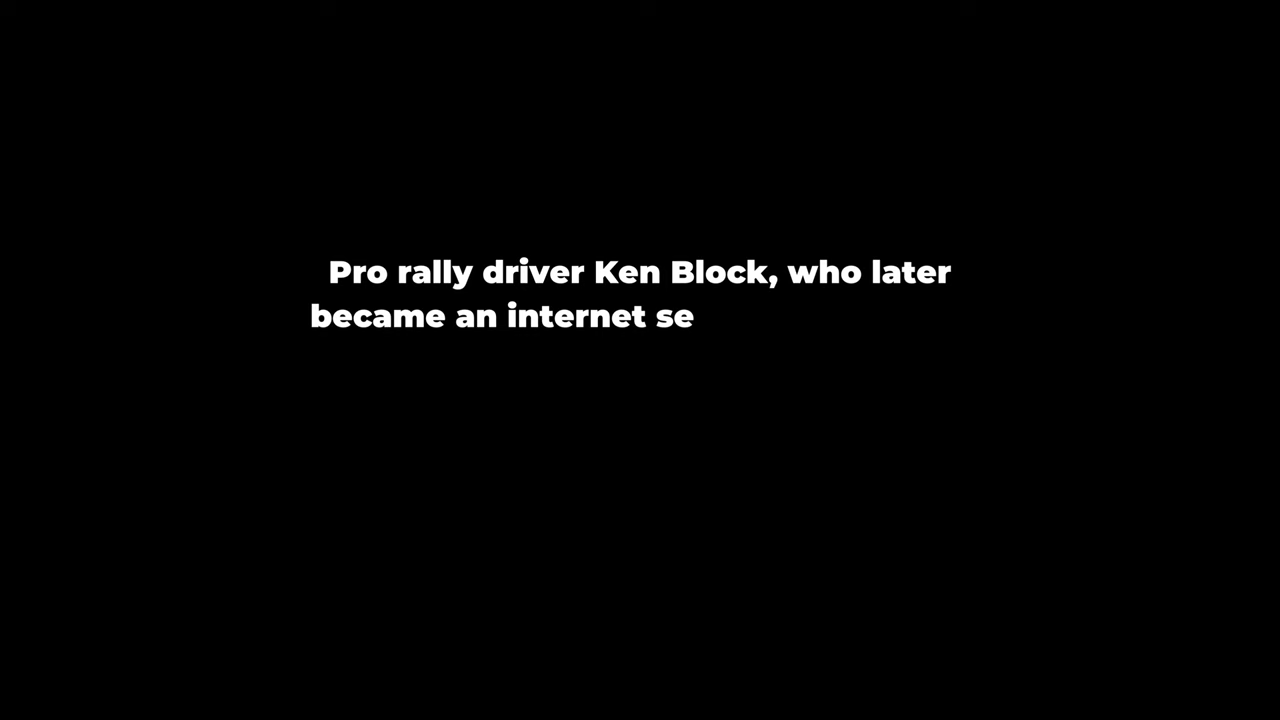 Pro rally driver Ken Block, who later
became an internet se